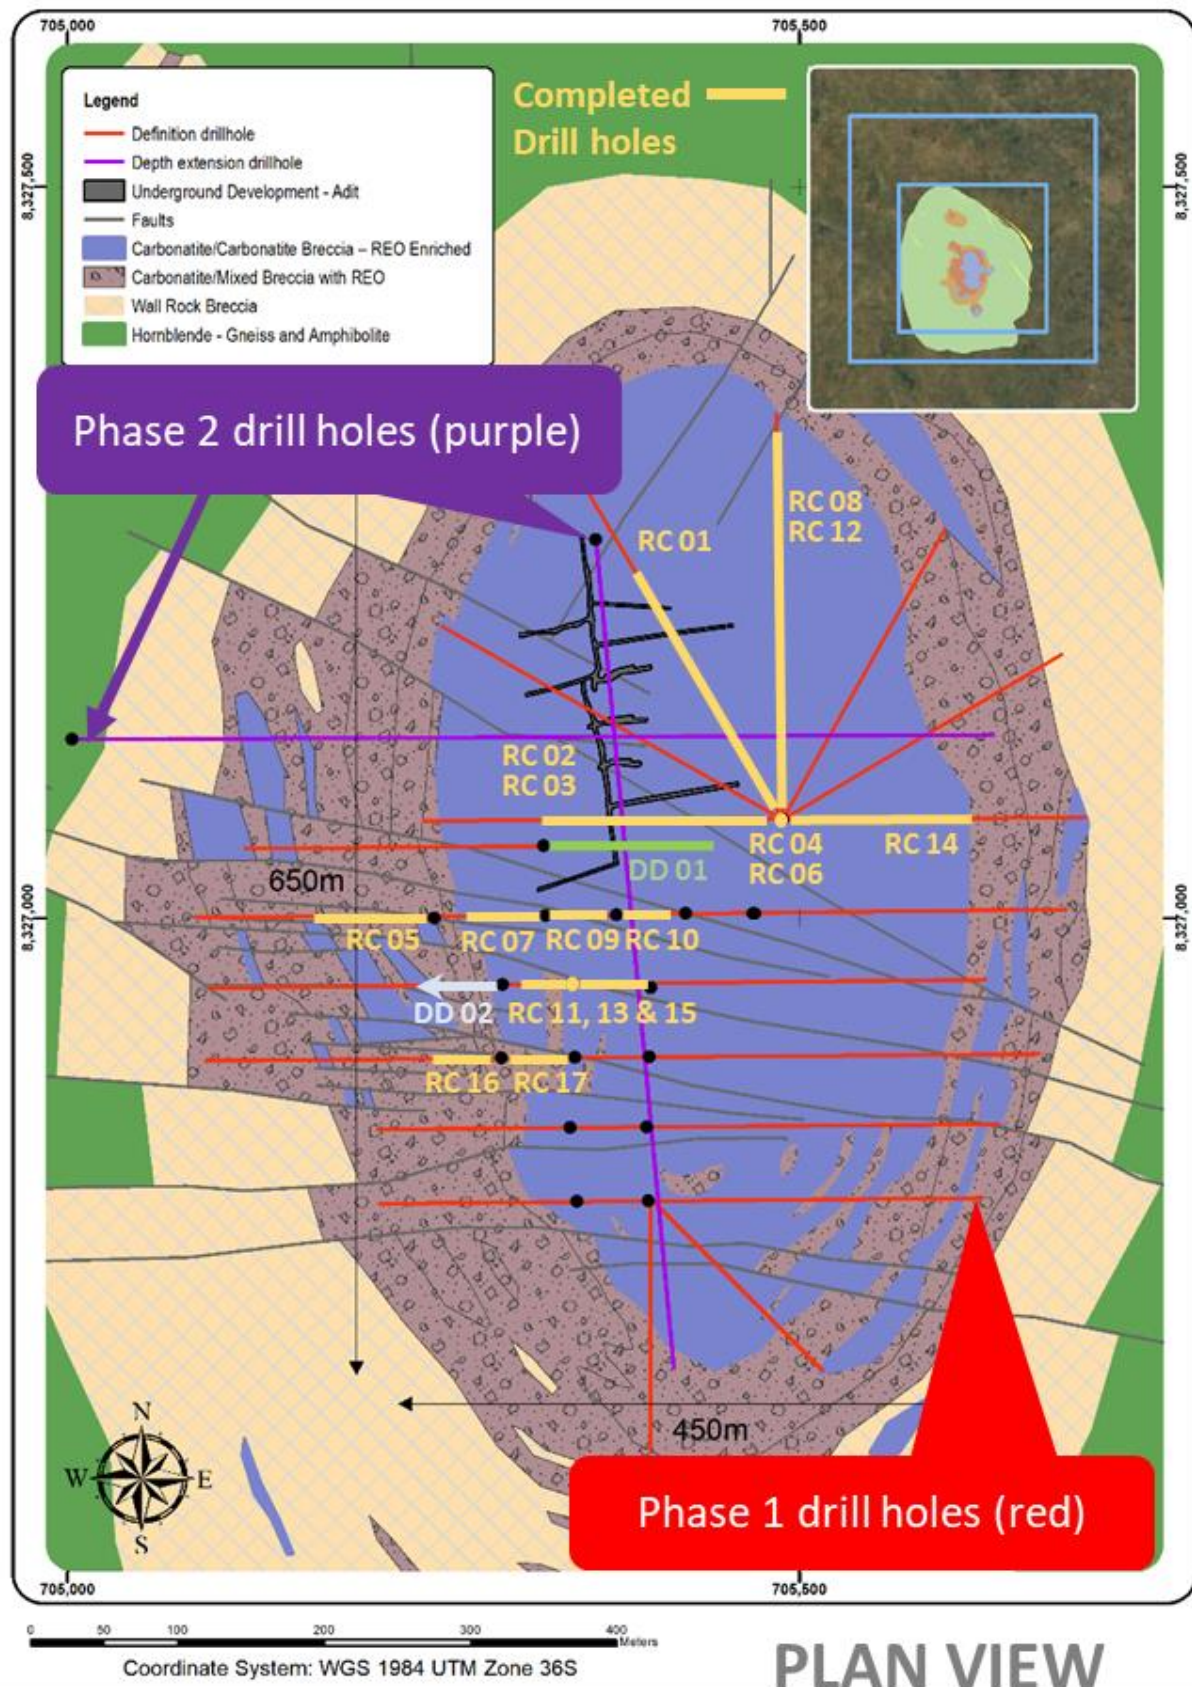 705,000
705,500
8,327,500
8,327,500
Legend
Definition drillhole
Depth extension drillhole
Underground Development - Adit
Faults
Carbonatite/Carbonatite Breccia – REO Enriched
Carbonatite/Mixed Breccia with REO
Wall Rock Breccia
Hornblende - Gneiss and Amphibolite
Completed
Drill holes
Phase 2 drill holes (purple)
RC 08
RC 12
RC 01
RC 02
RC 03
RC 04
RC 06
RC 14
DD 01
650m
8,327,000
8,327,000
RC 05
RC 07
RC 09
RC 10
DD 02
RC 11, 13 & 15
RC 16
RC 17
450m
N
W
E
S
Phase 1 drill holes (red)
705,000
705,500
0
50
100
200
300
400
Meters
Coordinate System: WGS 1984 UTM Zone 36S
PLAN VIEW